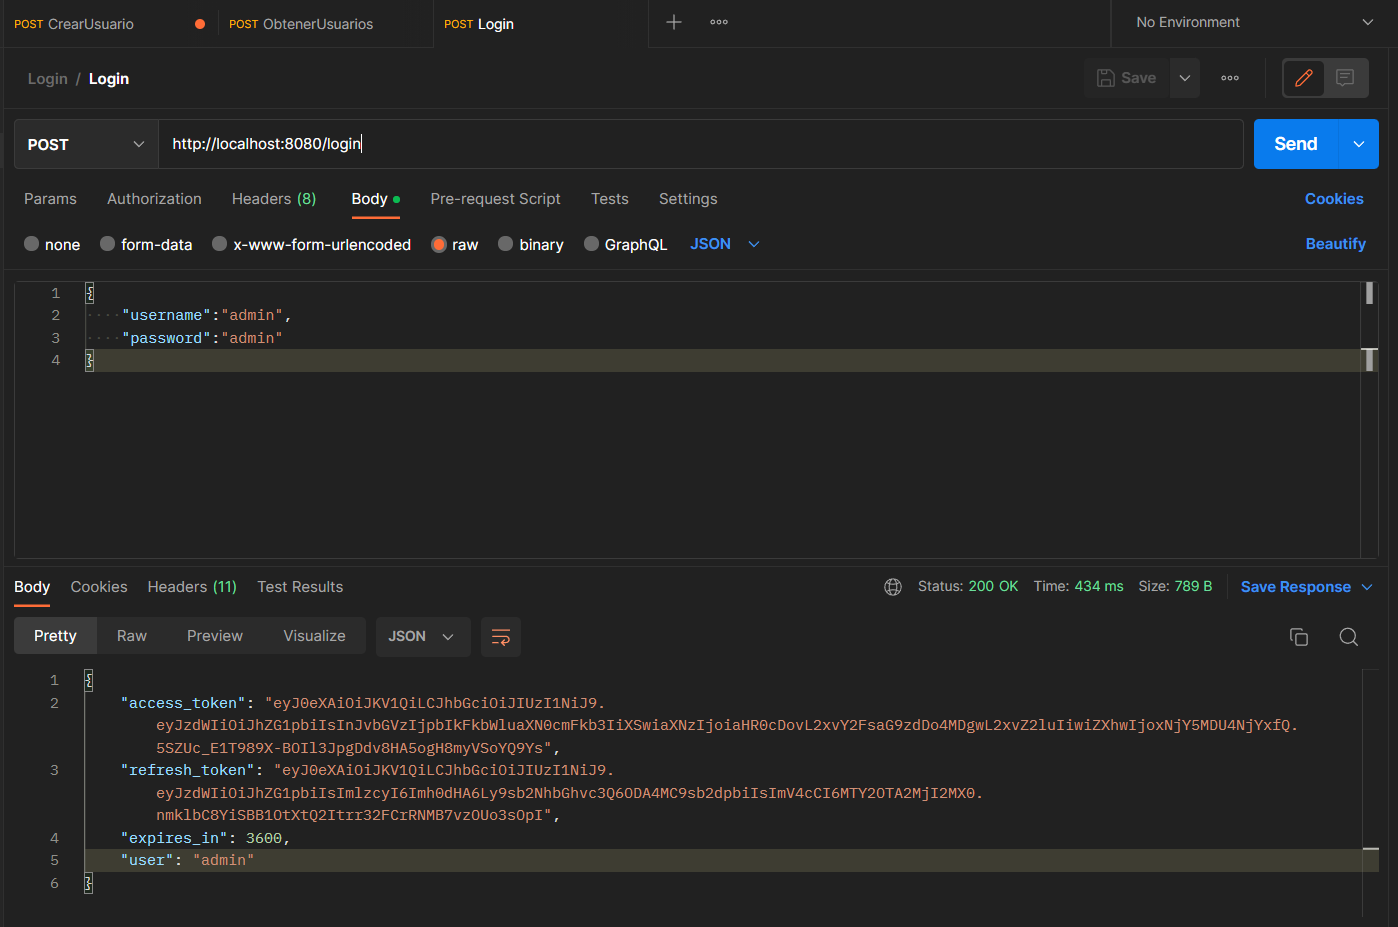 POST CrearUsuario POST ObtenerUsuarios POST Login No Environment
Login / Login Save
POST http://localhost:8080/login Send
Params Authorization Headers (8) Body Pre-request Script Tests Settings Cookies
none form-data x-www-form-urlencoded raw binary GraphQL JSON Beautify
1 {
2 ····"username":"admin",
3 ····"password":"admin"
4 }
Body Cookies Headers (11) Test Results Status: 200 OK Time: 434 ms Size: 789 B Save Response
Pretty Raw Preview Visualize JSON
1 {
2 "access_token": "eyJ0eXAiOiJKV1QiLCJhbGciOiJIUzI1NiJ9.
eyJzdWIiOiJhZG1pbiIsInJvbGVzIjpbIkFkbWluaXN0cmFkb3IiXSwiaXNzIjoiaHR0cDovL2xvY2FsaG9zdDo4MDgwL2xvZ2luIiwiZXhwIjoxNjY5MDU4NjYxfQ.
5SZUc_E1T989X-BOIl3JpgDdv8HA5ogH8myVSoYQ9Ys",
3 "refresh_token": "eyJ0eXAiOiJKV1QiLCJhbGciOiJIUzI1NiJ9.
eyJzdWIiOiJhZG1pbiIsImlzcyI6Imh0dHA6Ly9sb2NhbGhvc3Q6ODA4MC9sb2dpbiIsImV4cCI6MTY2OTA2MjI2MX0.
nmklbC8YiSBB1OtXtQ2Itrr32FCrRNMB7vzOUo3sOpI",
4 "expires_in": 3600,
5 "user": "admin"
6 }